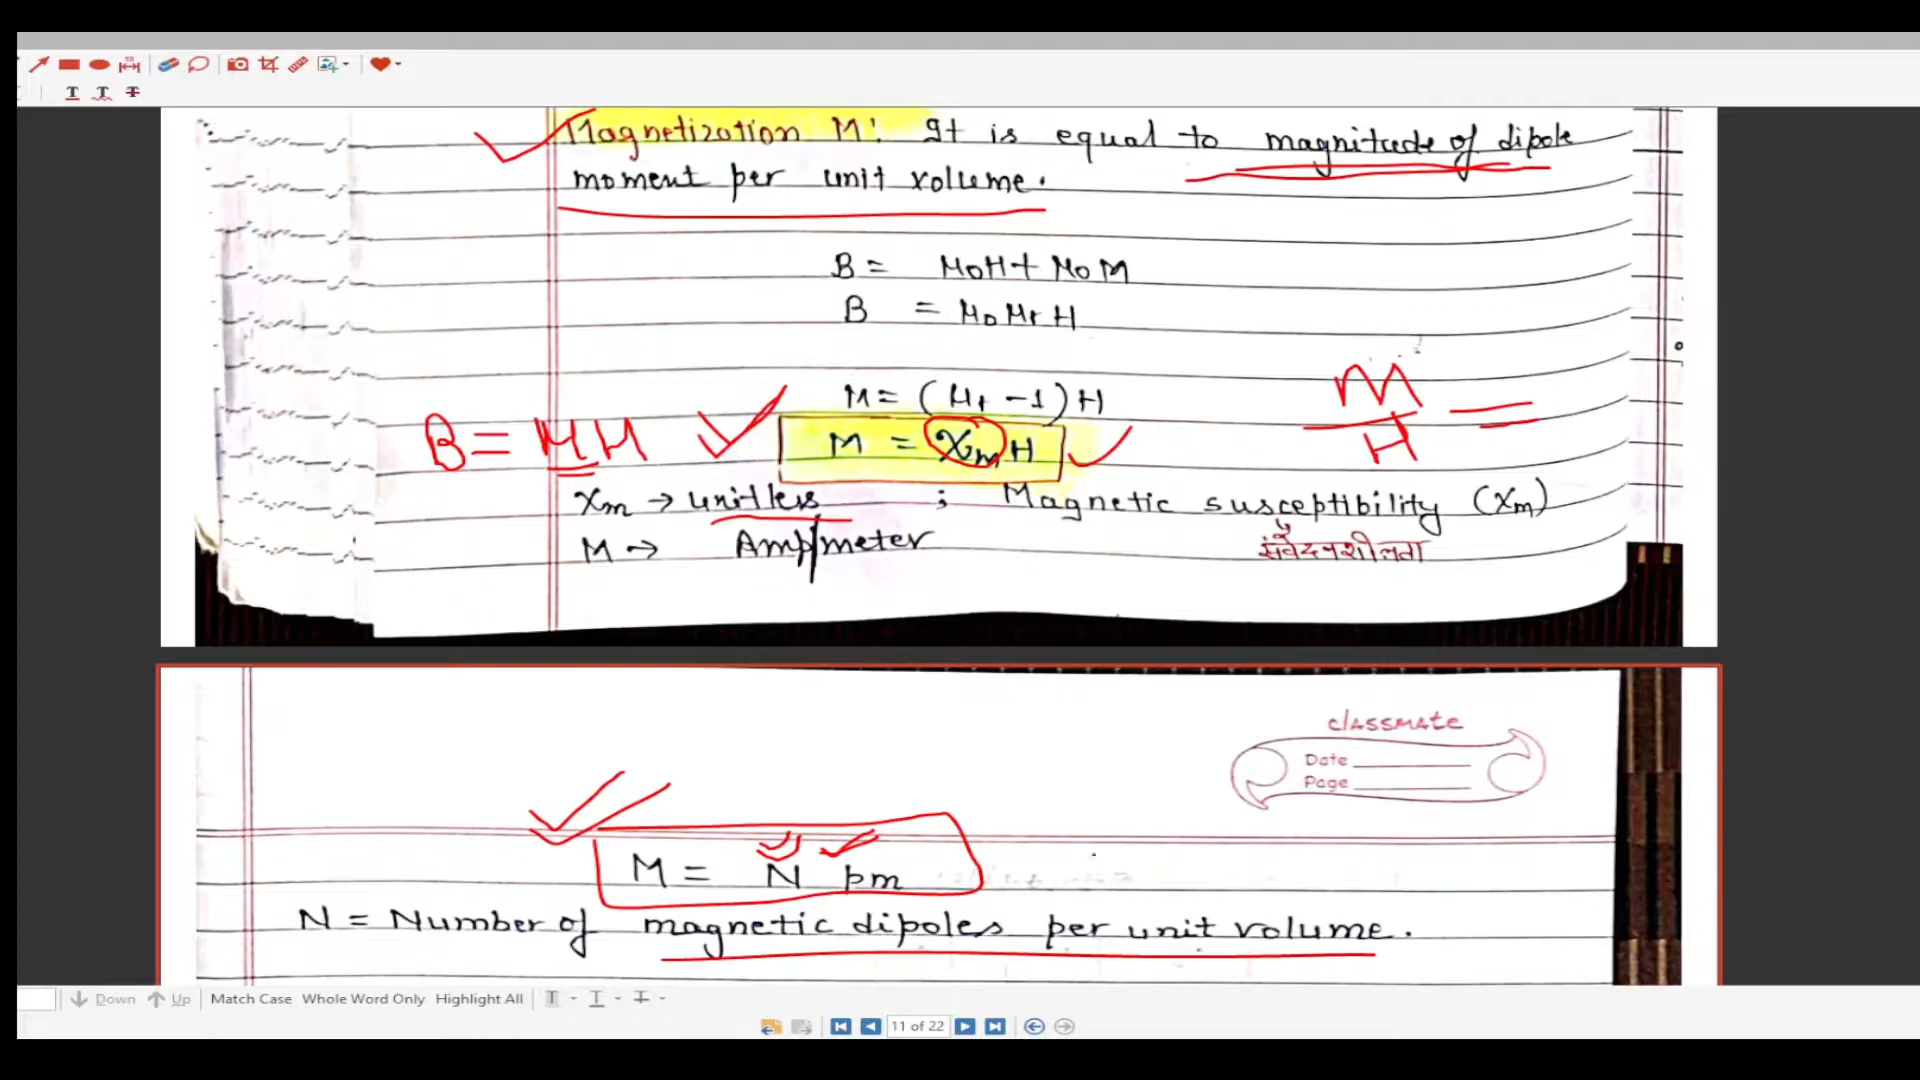 Magnetization M: It is equal to magnitude of dipole
moment per unit volume.
B = μ0H + μ0M
B = μ0μrH
M = (μr - 1)H
M/H =
B = μH
M = χmH
χm → unitless ; Magnetic susceptibility (χm)
M → Amp/meter
संवेदनशीलता
classmate
Date
Page
M = N pm
N = Number of magnetic dipoles per unit volume.
Down Up Match Case Whole Word Only Highlight All
11 of 22